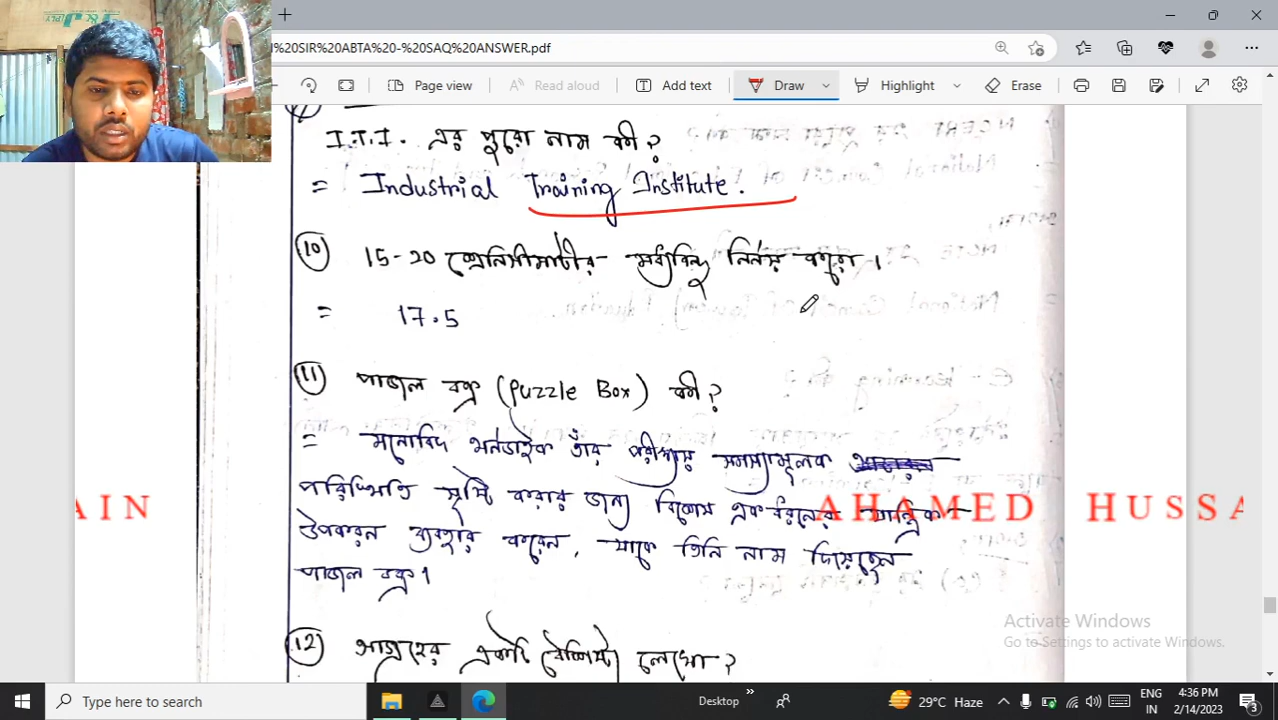 %20SIR%20ABTA%20-%20SAQ%20ANSWER.pdf
Page view
Read aloud
Add text
Draw
Highlight
Erase
I.T.I. এর পুরো নাম কী?
= Industrial Training Institute.
10 15-20 শ্রেনিসীমাটির মধ্যবিন্দু নির্নয় করো।
= 17.5
11 পাজল বক্স (Puzzle Box) কী?
= মনোবিদ থর্নডাইক তাঁর পরীক্ষায় সমস্যামূলক
পরিস্থিতি সৃষ্টি করার জন্য বিশেষ এক ধরনের যান্ত্রিক
উপকরন ব্যবহার করেন, যাকে তিনি নাম দিয়েছেন
পাজল বক্স।
12 আগ্রহের একটি বৈশিষ্ট্য লেখো?
AIN
AHAMED HUSSA
Activate Windows
Go to Settings to activate Windows.
Type here to search
Desktop
29°C Haze
ENG
IN
4:36 PM
2/14/2023
3